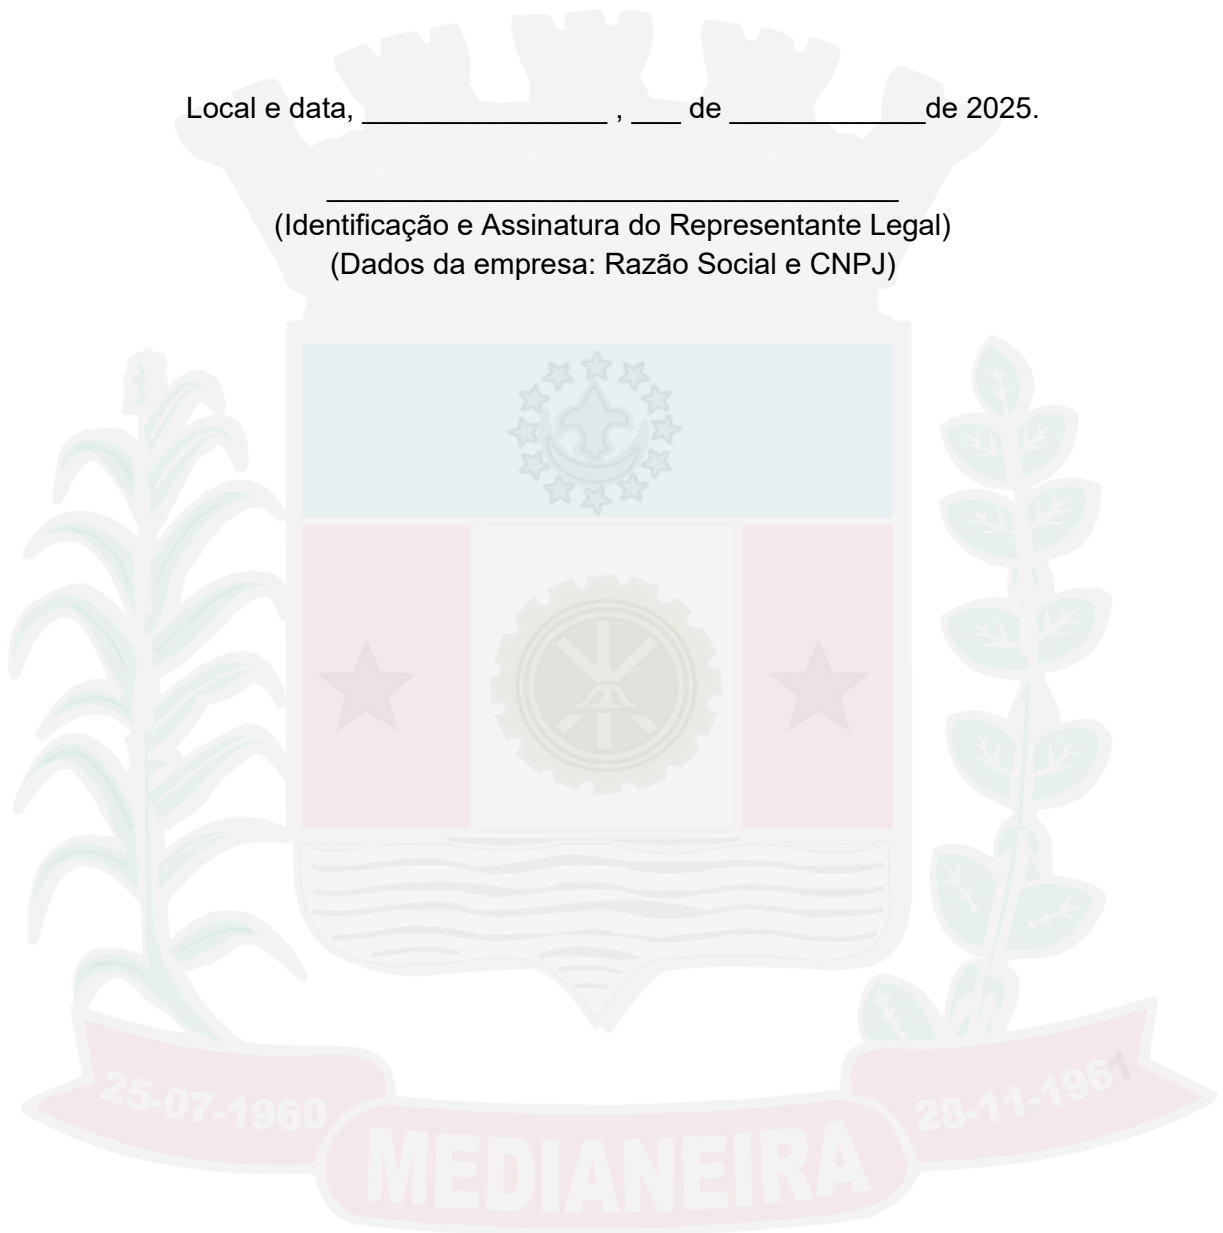 Local e data, _______________ , ___ de ____________de 2025.
___________________________________
(Identificação e Assinatura do Representante Legal)
(Dados da empresa: Razão Social e CNPJ)
25-07-1960
28-11-1961
MEDIANEIRA